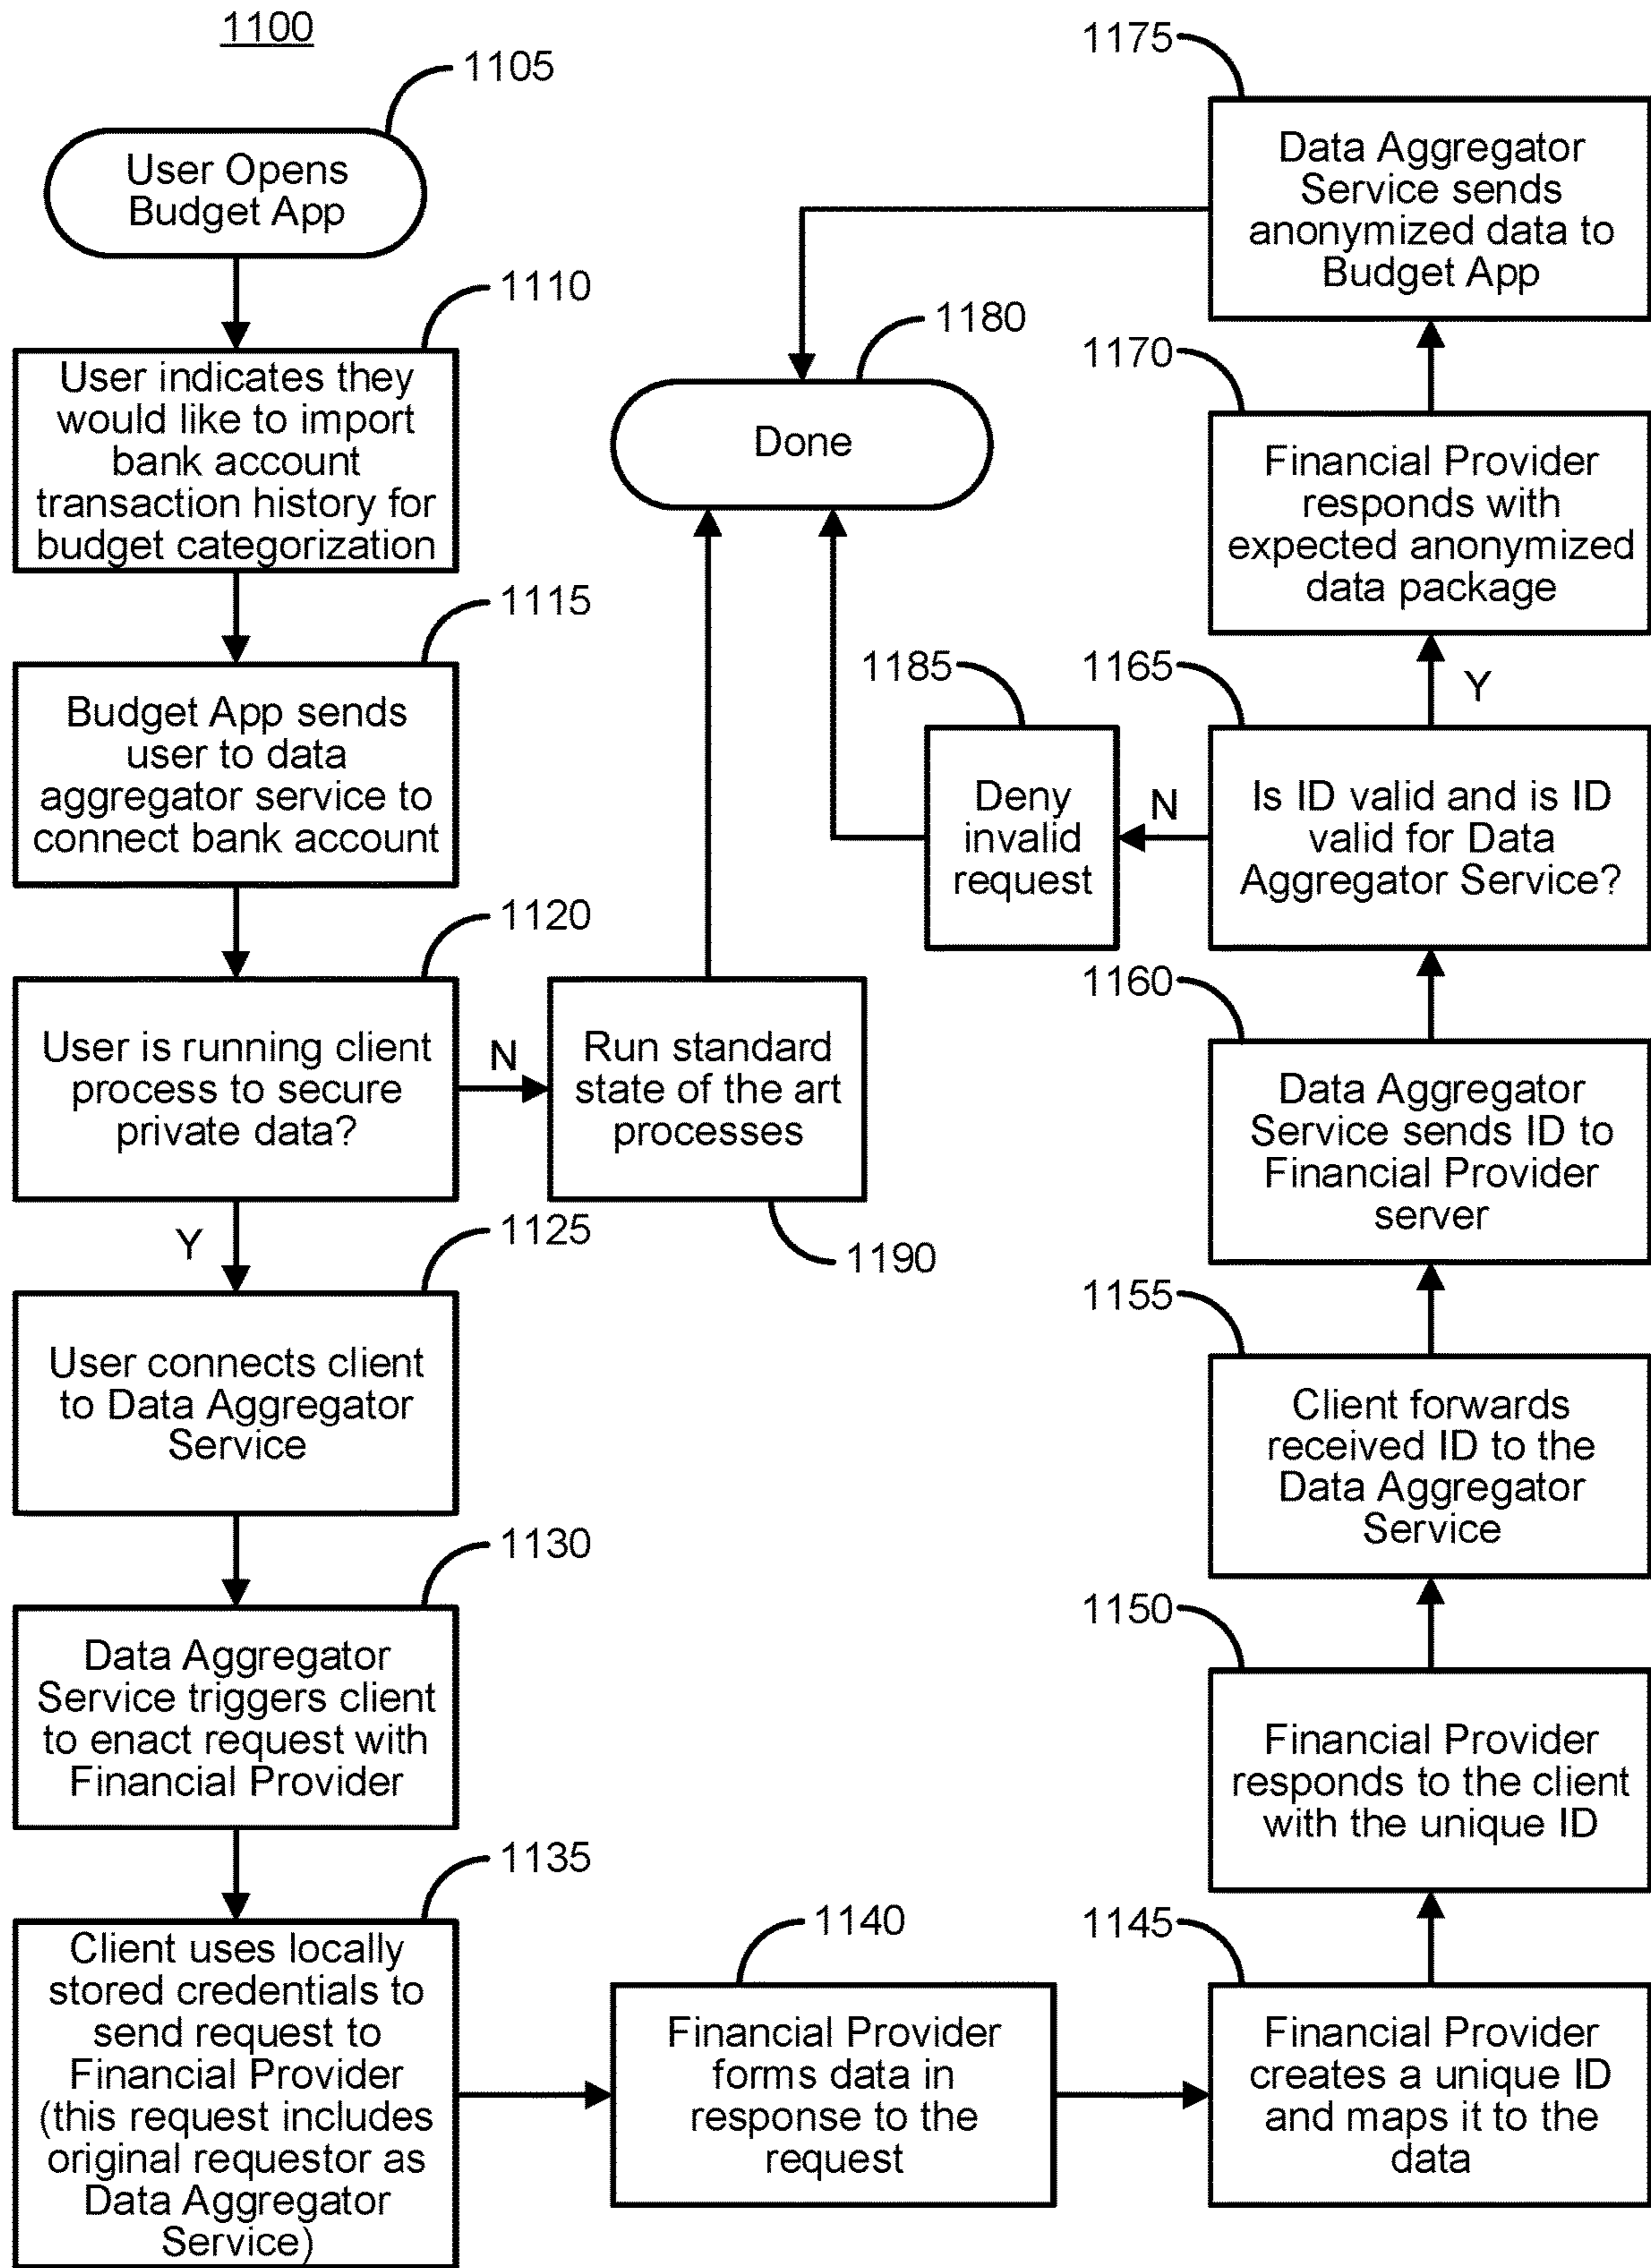 1100
1105
User Opens
Budget App
1110
User indicates they
would like to import
bank account
transaction history for
budget categorization
1115
Budget App sends
user to data
aggregator service to
connect bank account
1120
User is running client
process to secure
private data?
N
Run standard
state of the art
processes
1190
Y
1125
User connects client
to Data Aggregator
Service
1130
Data Aggregator
Service triggers client
to enact request with
Financial Provider
1135
Client uses locally
stored credentials to
send request to
Financial Provider
(this request includes
original requestor as
Data Aggregator
Service)
1140
Financial Provider
forms data in
response to the
request
1145
Financial Provider
creates a unique ID
and maps it to the
data
1150
Financial Provider
responds to the client
with the unique ID
1155
Client forwards
received ID to the
Data Aggregator
Service
1160
Data Aggregator
Service sends ID to
Financial Provider
server
1165
Is ID valid and is ID
valid for Data
Aggregator Service?
N
1185
Deny
invalid
request
Y
1170
Financial Provider
responds with
expected anonymized
data package
1175
Data Aggregator
Service sends
anonymized data to
Budget App
1180
Done